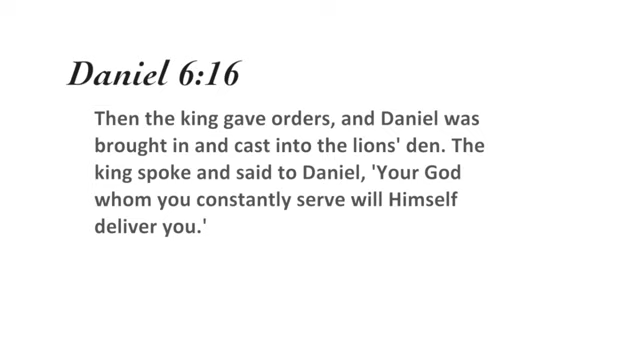 Daniel 6:16
Then the king gave orders, and Daniel was
brought in and cast into the lions' den. The
king spoke and said to Daniel, 'Your God
whom you constantly serve will Himself
deliver you.'